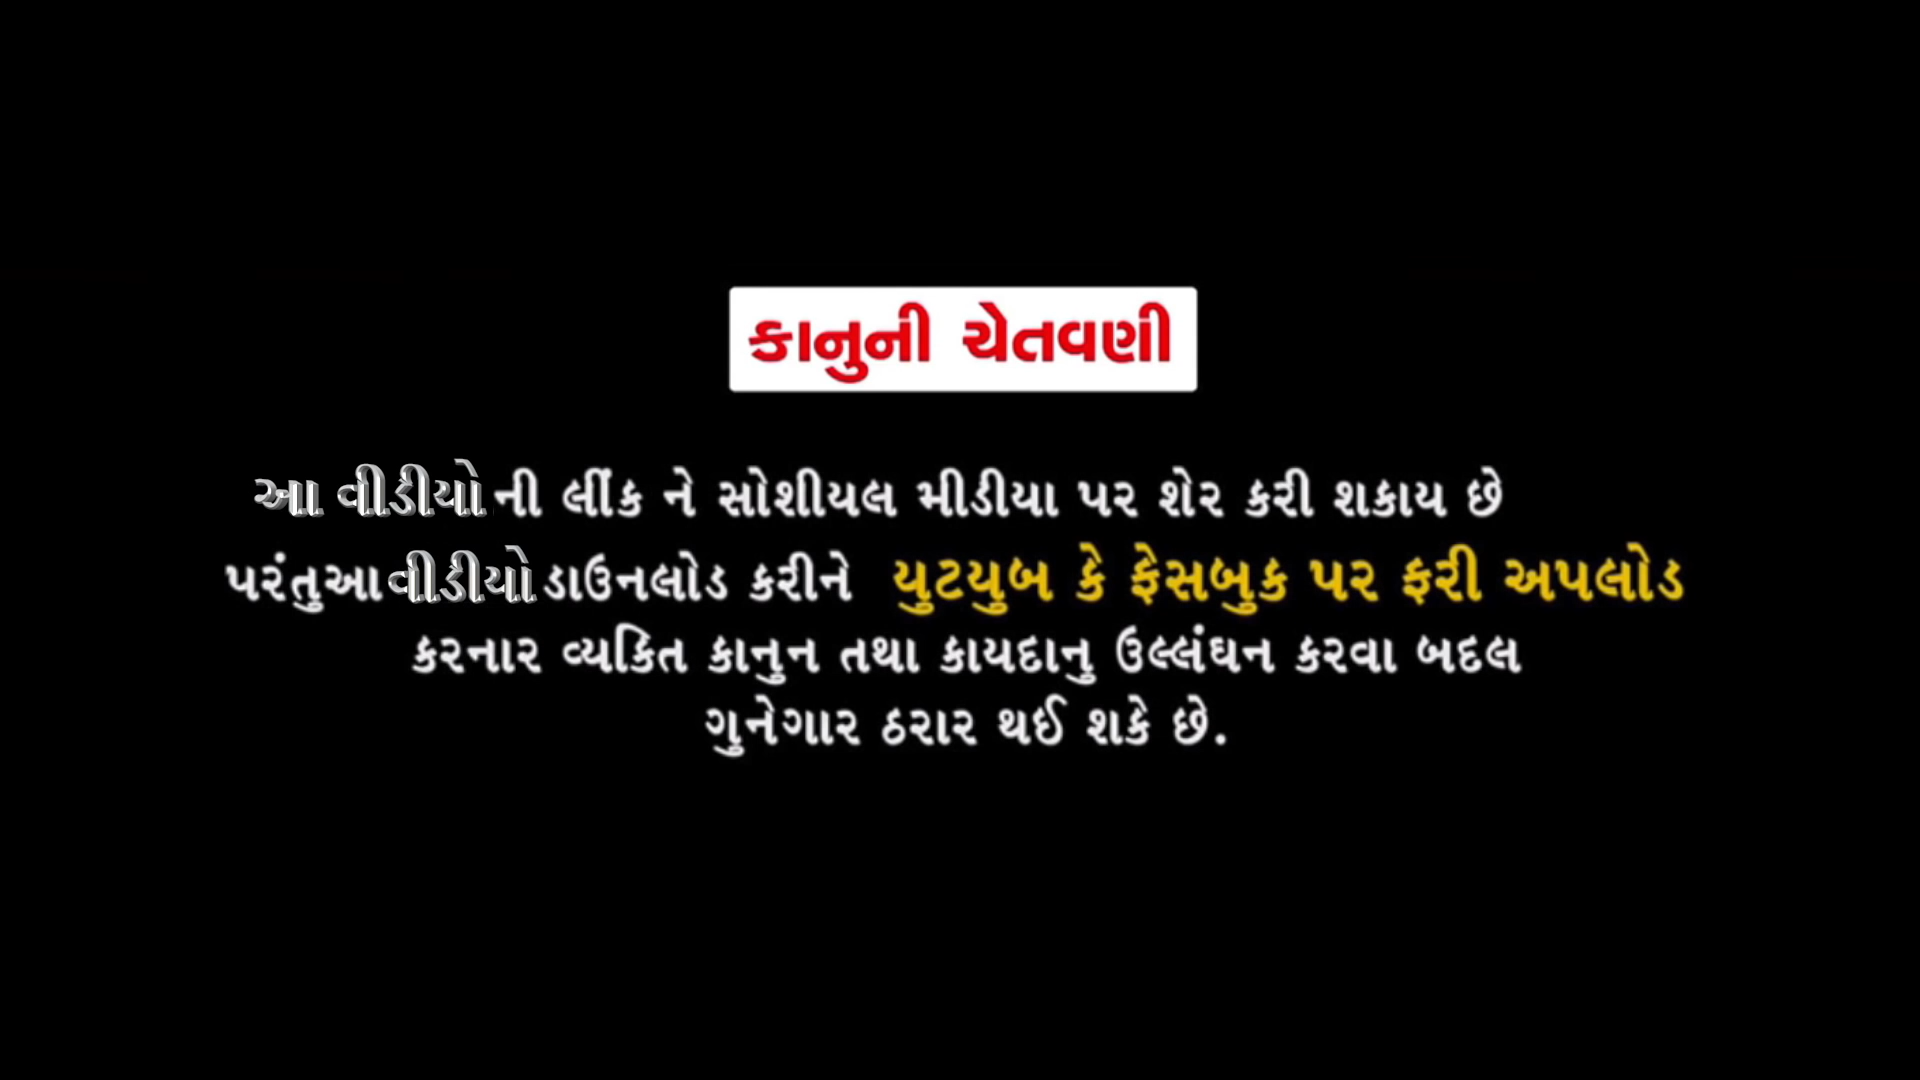 કાનુની ચેતવણી
આ વીડીયો ની લીંક ને સોશીયલ મીડીયા પર શેર કરી શકાય છે
પરંતુઆ વીડીયો ડાઉનલોડ કરીને યુટયુબ કે ફેસબુક પર ફરી અપલોડ
કરનાર વ્યકિત કાનુન તથા કાયદાનુ ઉલ્લંઘન કરવા બદલ
ગુનેગાર ઠરાર થઈ શકે છે.